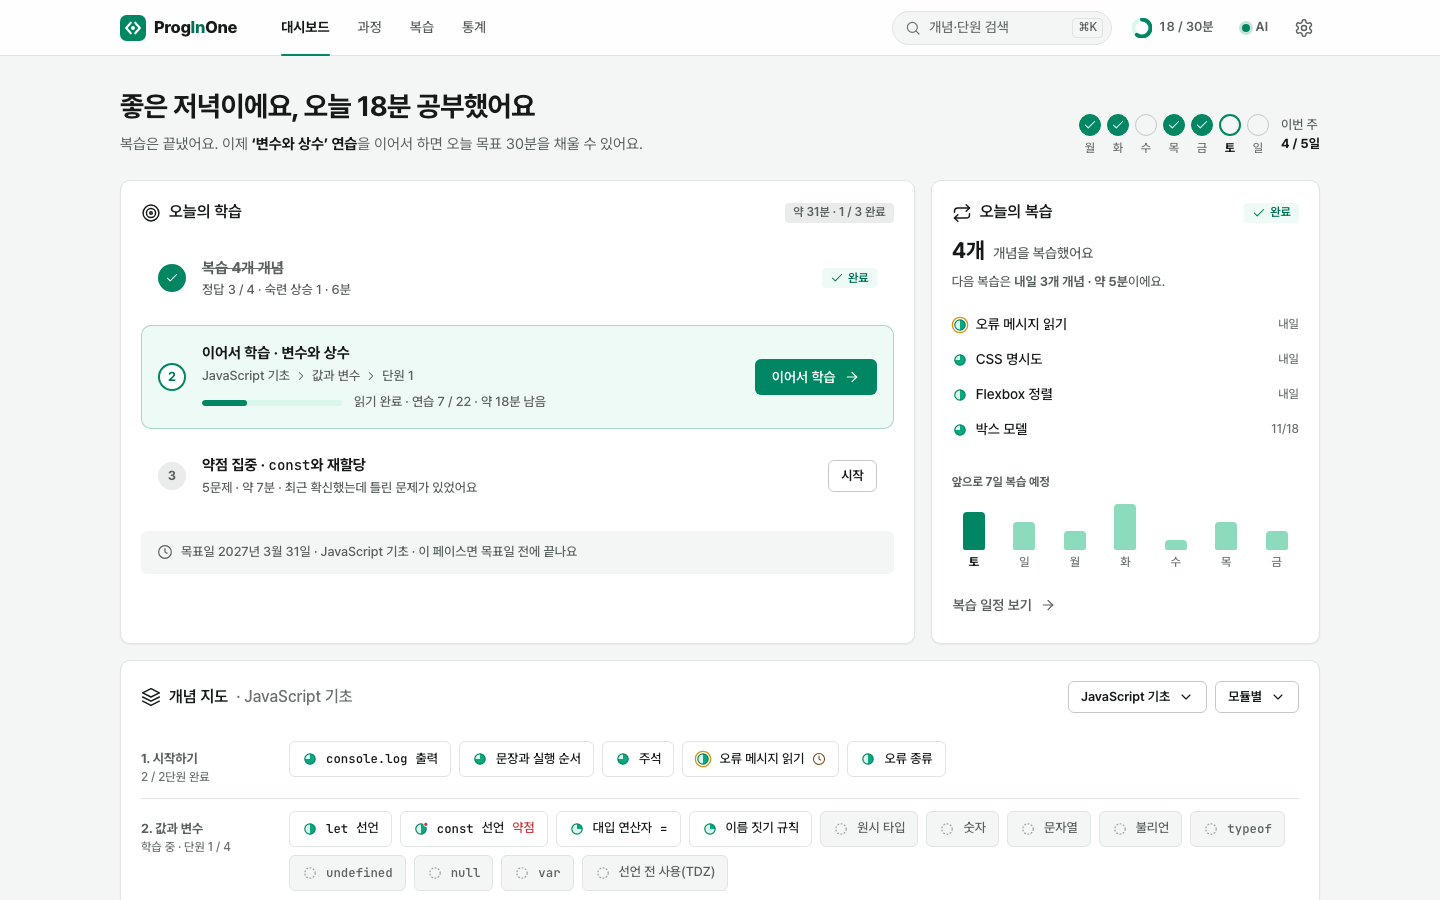 ProgInOne
대시보드
과정
복습
통계
개념·단원 검색
⌘K
18 / 30분
AI
좋은 저녁이에요, 오늘 18분 공부했어요
복습은 끝냈어요. 이제 ‘변수와 상수’ 연습을 이어서 하면 오늘 목표 30분을 채울 수 있어요.
월 화 수 목 금 토 일
이번 주
4 / 5일
오늘의 학습
약 31분 · 1 / 3 완료
복습 4개 개념
정답 3 / 4 · 숙련 상승 1 · 6분
완료
2
이어서 학습 · 변수와 상수
JavaScript 기초 > 값과 변수 > 단원 1
읽기 완료 · 연습 7 / 22 · 약 18분 남음
이어서 학습 →
3
약점 집중 · const와 재할당
5문제 · 약 7분 · 최근 확신했는데 틀린 문제가 있었어요
시작
목표일 2027년 3월 31일 · JavaScript 기초 · 이 페이스면 목표일 전에 끝나요
오늘의 복습
완료
4개 개념을 복습했어요
다음 복습은 내일 3개 개념 · 약 5분이에요.
오류 메시지 읽기 내일
CSS 명시도 내일
Flexbox 정렬 내일
박스 모델 11/18
앞으로 7일 복습 예정
토 일 월 화 수 목 금
복습 일정 보기 →
개념 지도 · JavaScript 기초
JavaScript 기초
모듈별
1. 시작하기
2 / 2단원 완료
console.log 출력
문장과 실행 순서
주석
오류 메시지 읽기
오류 종류
2. 값과 변수
학습 중 · 단원 1 / 4
let 선언
const 선언 약점
대입 연산자 =
이름 짓기 규칙
원시 타입
숫자
문자열
불리언
typeof
undefined
null
var
선언 전 사용(TDZ)